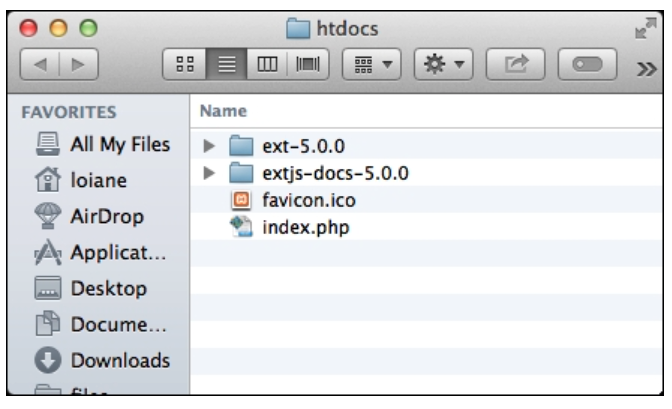 htdocs
FAVORITES
All My Files
loiane
AirDrop
Applicat...
Desktop
Docume...
Downloads
Name
ext-5.0.0
extjs-docs-5.0.0
favicon.ico
index.php